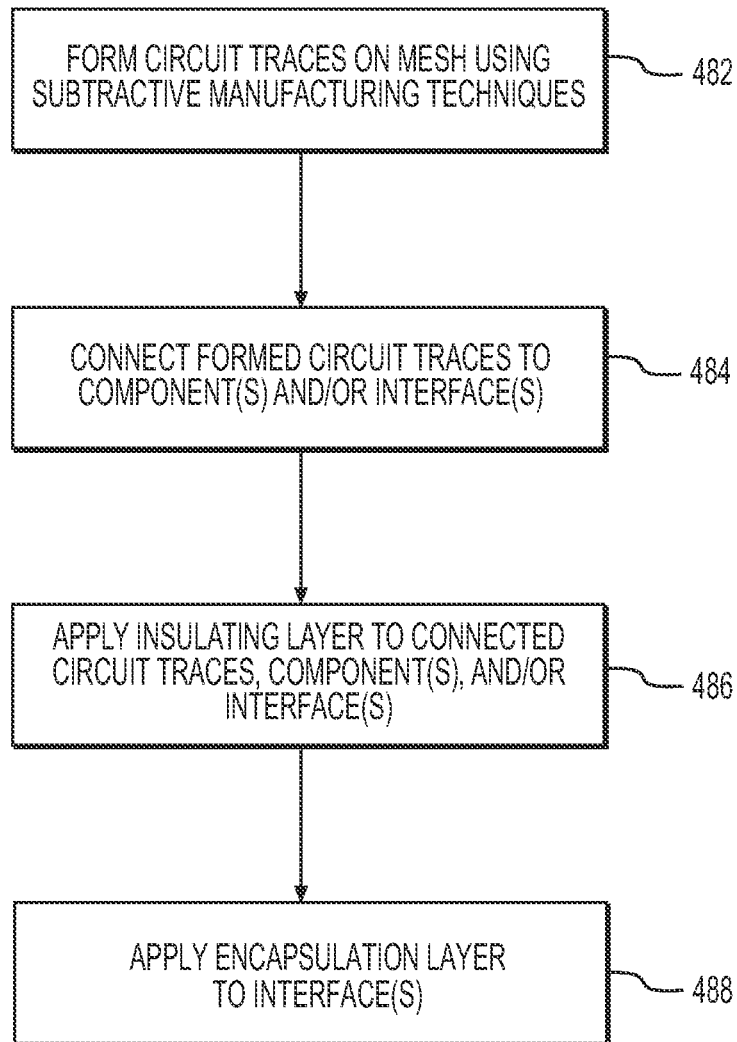 FORM CIRCUIT TRACES ON MESH USING
SUBTRACTIVE MANUFACTURING TECHNIQUES
482
CONNECT FORMED CIRCUIT TRACES TO
COMPONENT(S) AND/OR INTERFACE(S)
484
APPLY INSULATING LAYER TO CONNECTED
CIRCUIT TRACES, COMPONENT(S), AND/OR
INTERFACE(S)
486
APPLY ENCAPSULATION LAYER
TO INTERFACE(S)
488